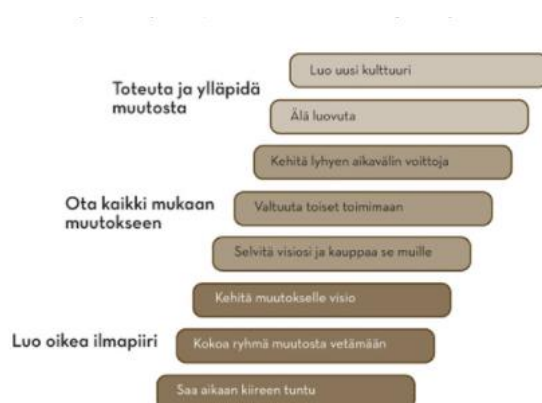 Luo uusi kulttuuri
Toteuta ja ylläpidä
muutosta
Älä luovuta
Kehitä lyhyen aikavälin voittoja
Ota kaikki mukaan
muutokseen
Valtuuta toiset toimimaan
Selvitä visiosi ja kauppaa se muille
Kehitä muutokselle visio
Luo oikea ilmapiiri
Kokoa ryhmä muutosta vetämään
Saa aikaan kiireen tuntu